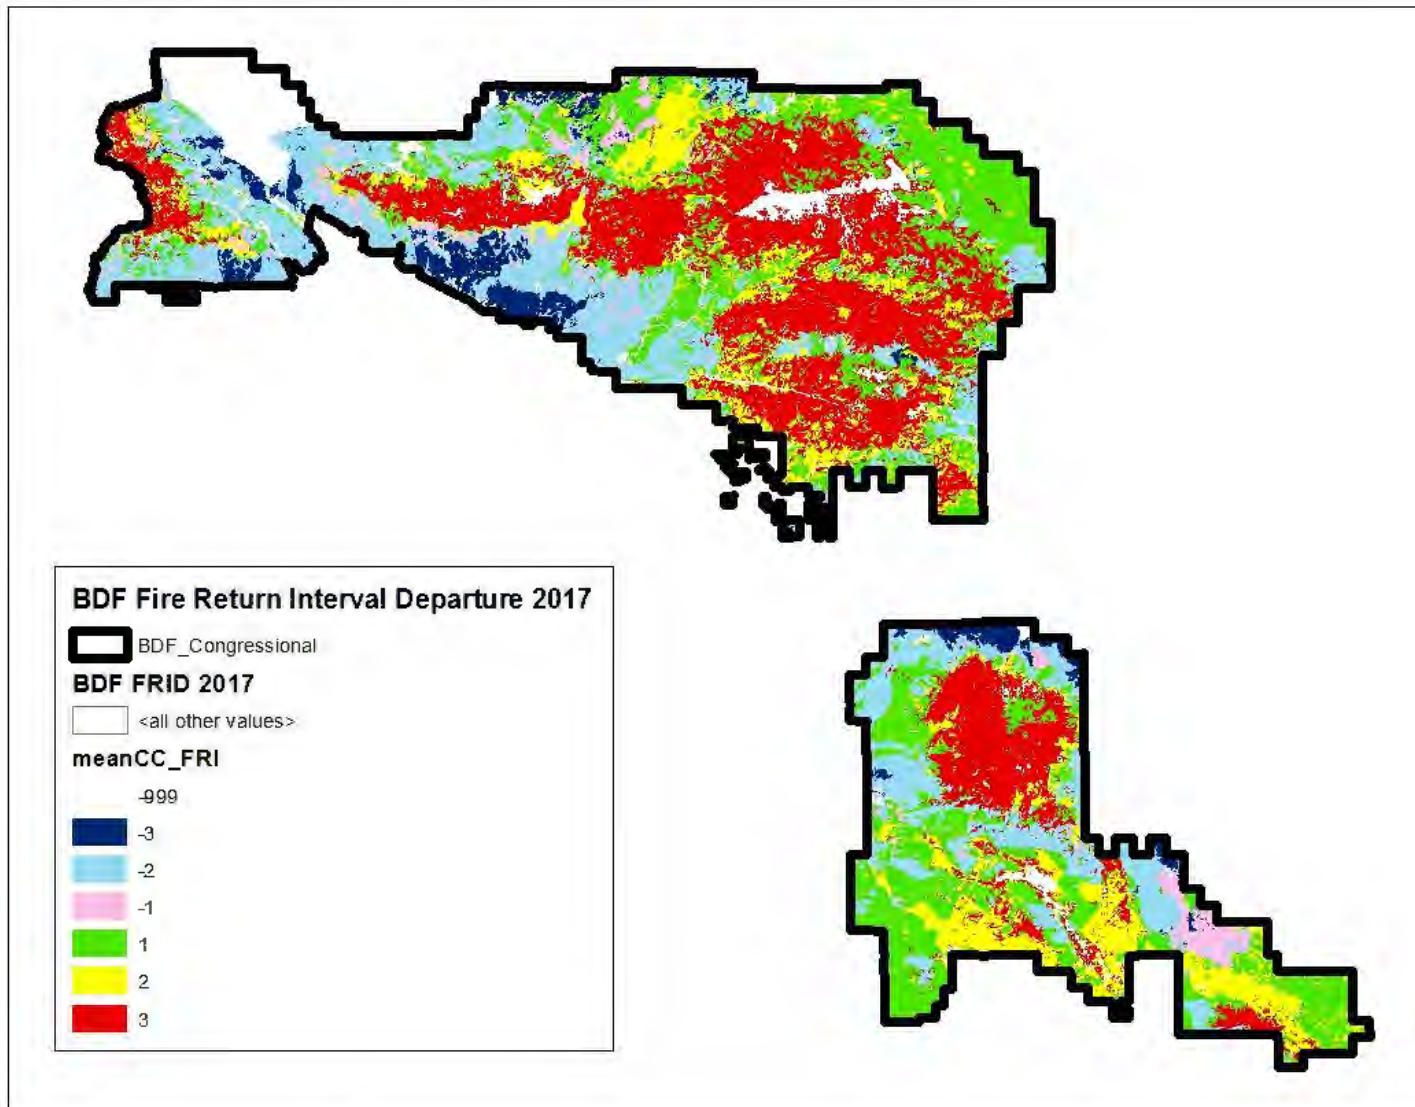 BDF Fire Return Interval Departure 2017
BDF_Congressional
BDF FRID 2017
<all other values>
meanCC_FRI
-999
-3
-2
-1
1
2
3